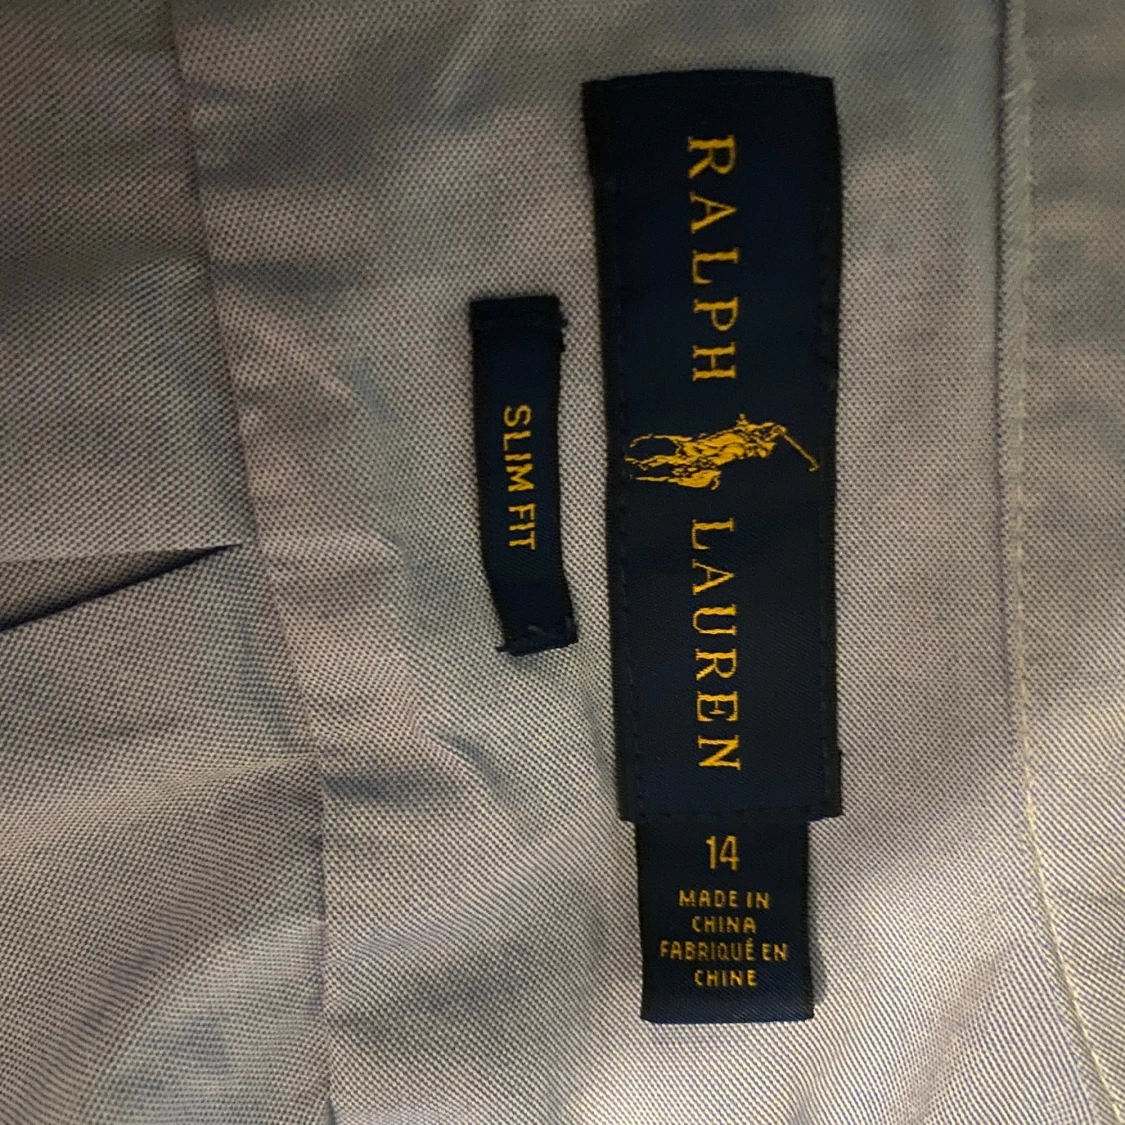 RALPH LAUREN
SLIM FIT
14
MADE IN
CHINA
FABRIQUÉ EN
CHINE